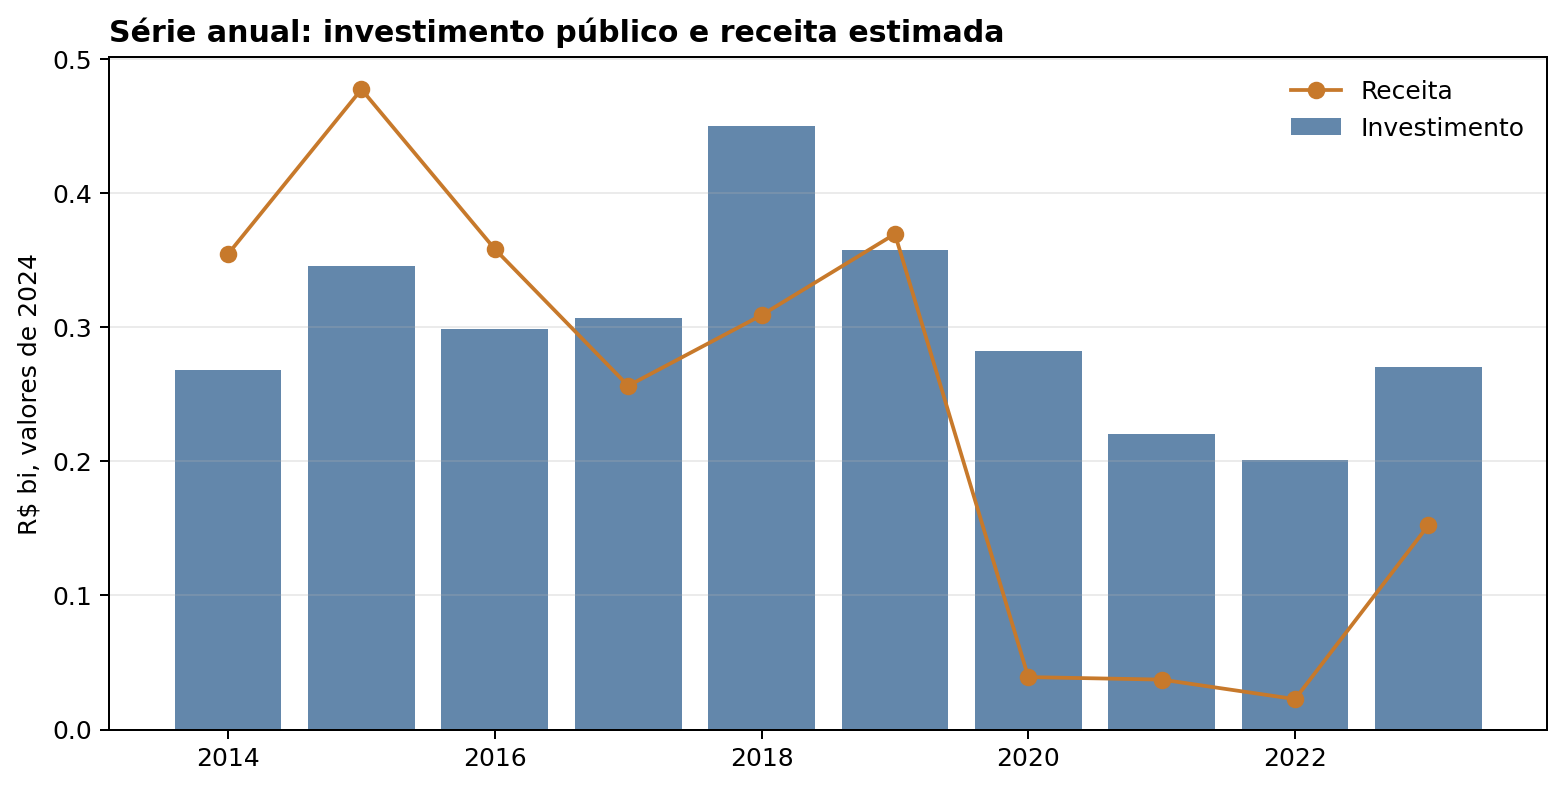 Série anual: investimento público e receita estimada
R$ bi, valores de 2024
0.5
0.4
0.3
0.2
0.1
0.0
Receita
Investimento
2014
2016
2018
2020
2022